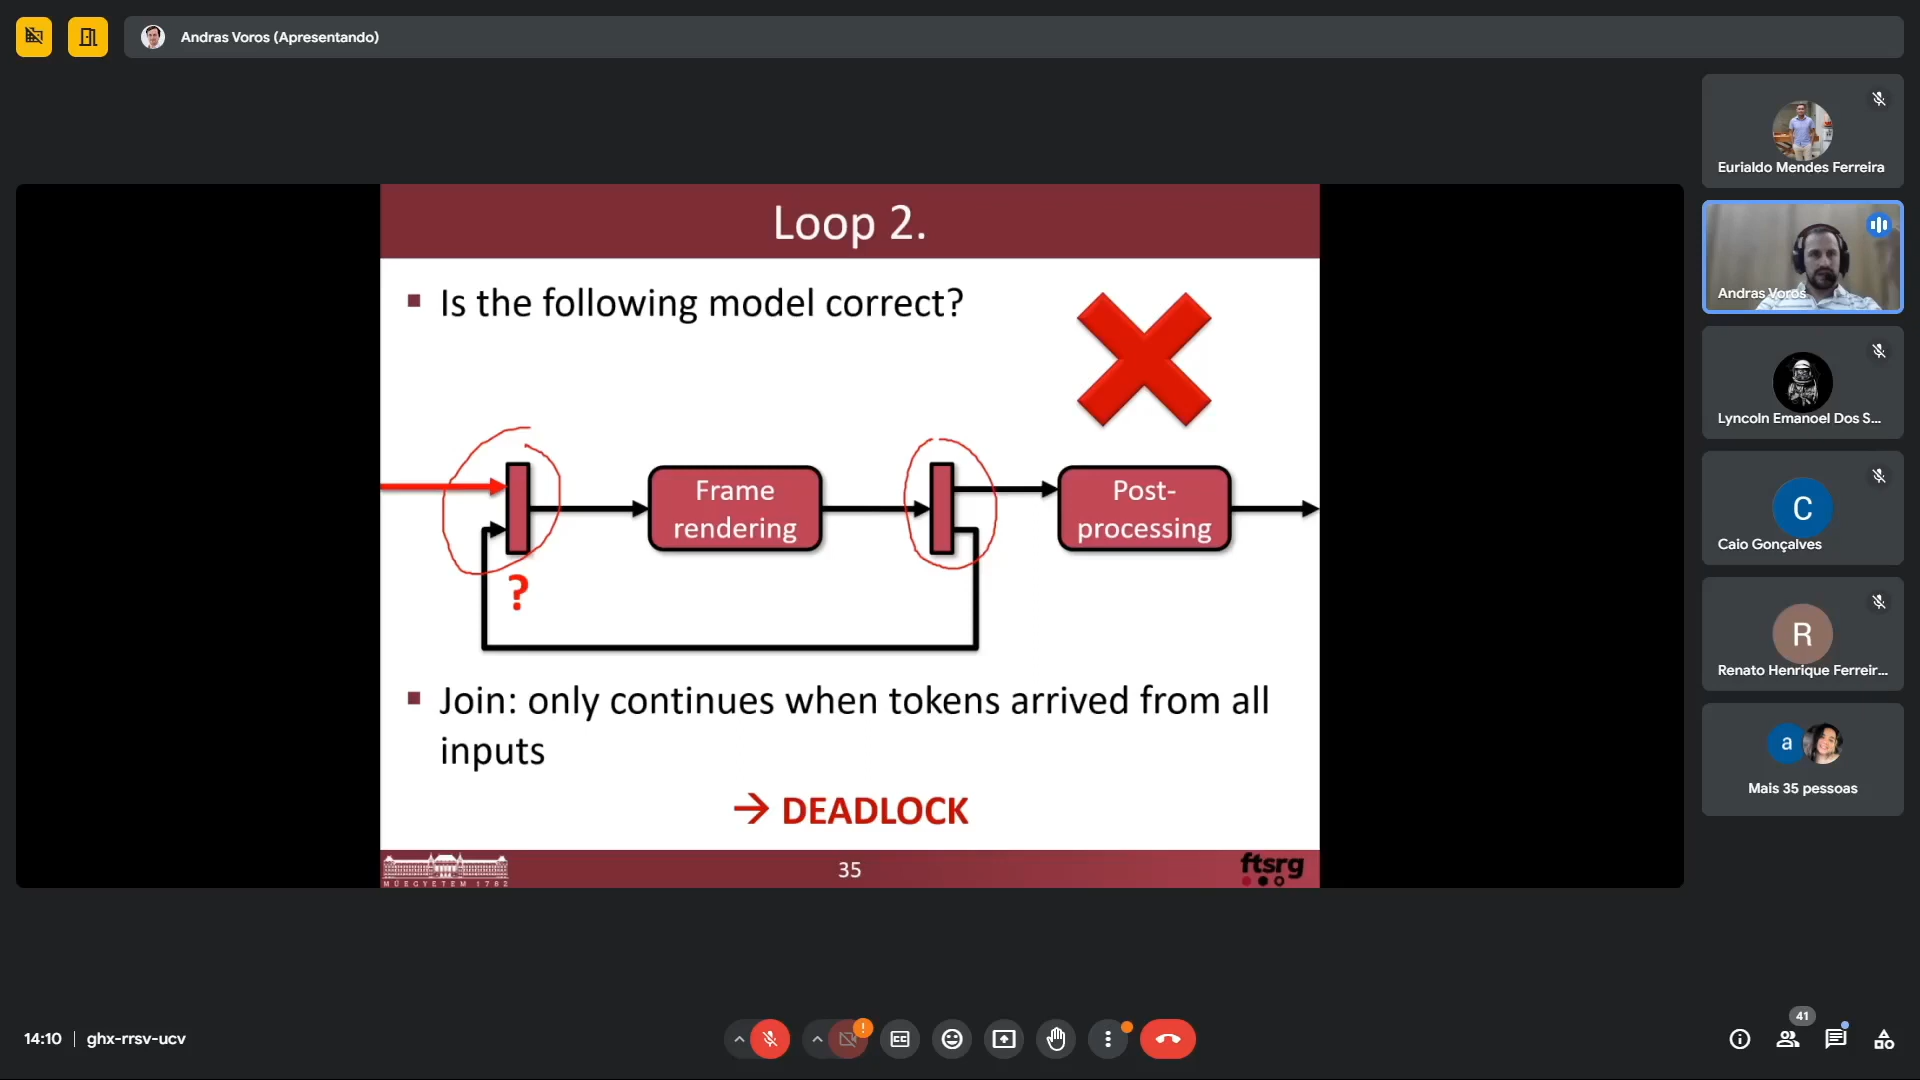 Andras Voros (Apresentando)
Loop 2.
Is the following model correct?
Frame
rendering
Post-
processing
?
Join: only continues when tokens arrived from all
inputs
→ DEADLOCK
MŰEGYETEM 1782
35
ftsrg
Eurialdo Mendes Ferreira
Andras Voros
Lyncoln Emanoel Dos S...
C
Caio Gonçalves
R
Renato Henrique Ferreir...
a
Mais 35 pessoas
14:10 | ghx-rrsv-ucv
!
41